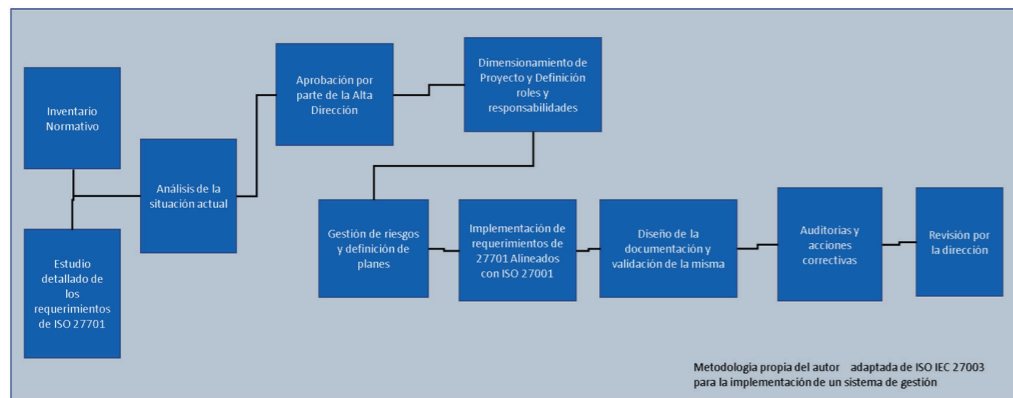 Inventario
Normativo
Estudio
detallado de
los
requerimientos
de ISO 27701
Análisis de la
situación actual
Aprobación por
parte de la Alta
Dirección
Dimensionamiento de
Proyecto y Definición
roles y
responsabilidades
Gestión de riesgos
y definición de
planes
Implementación de
requerimientos de
27701 Alineados
con ISO 27001
Diseño de la
documentación y
validación de la misma
Auditorias y
acciones
correctivas
Revisión por
la dirección
Metodología propia del autor adaptada de ISO IEC 27003
para la implementación de un sistema de gestión